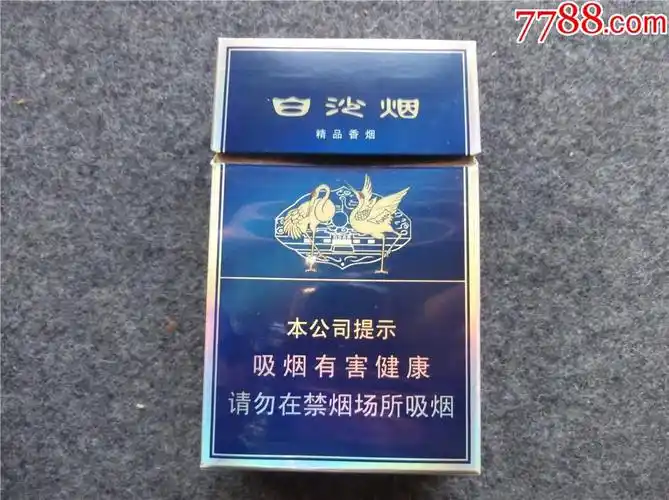 7788.com
白沙烟
精品香烟
本公司提示
吸烟有害健康
请勿在禁烟场所吸烟